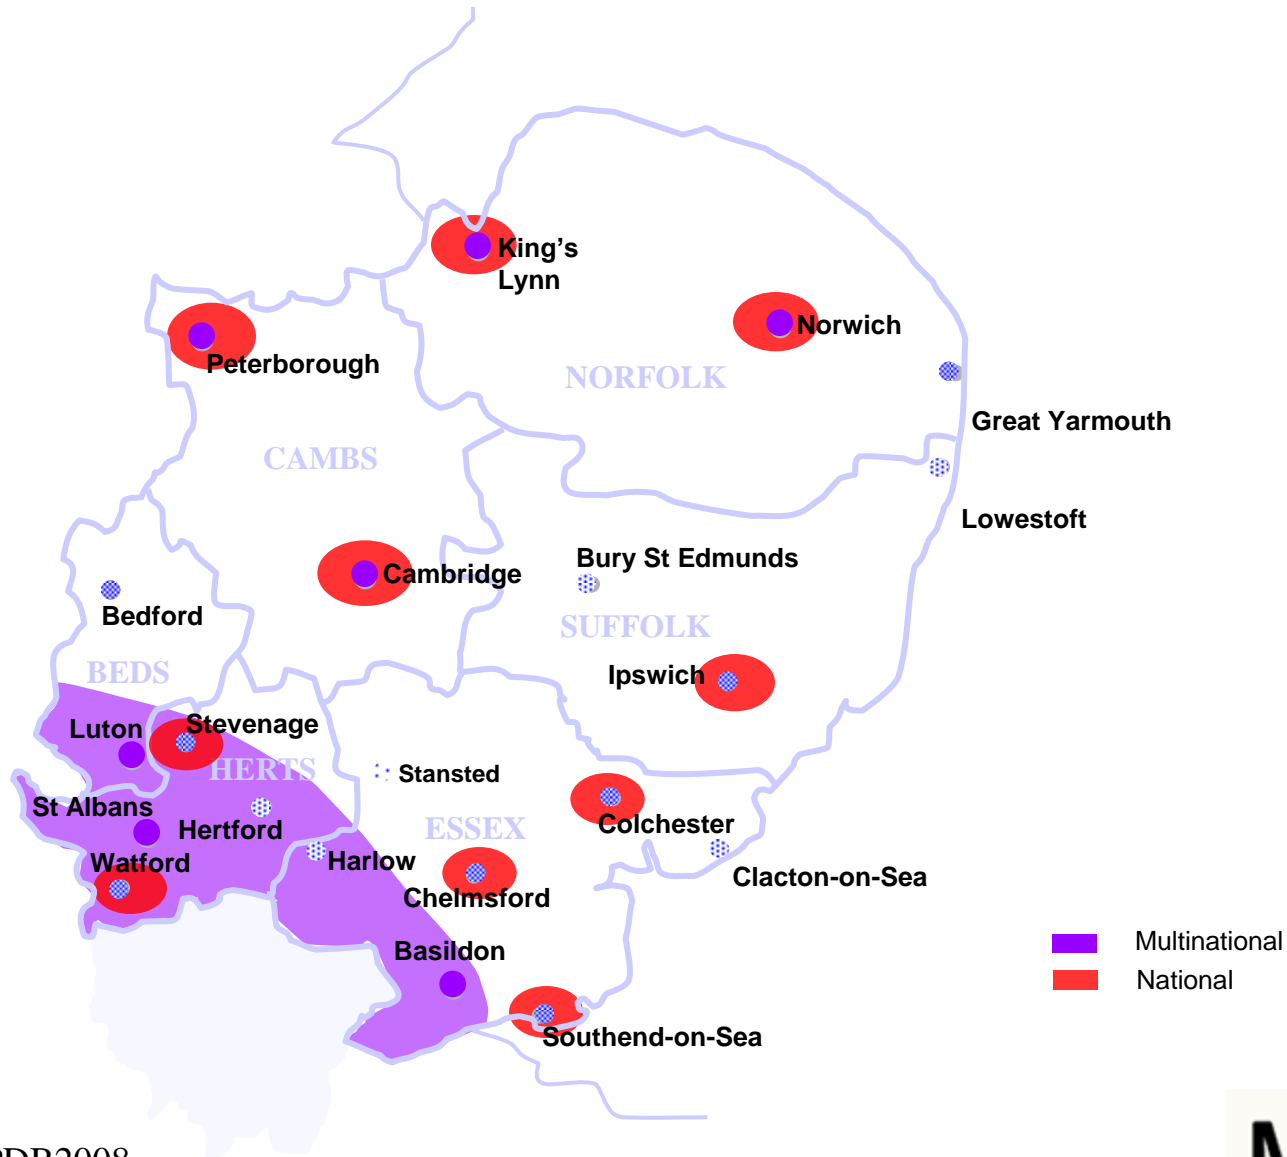 King's
Lynn
Norwich
Peterborough
NORFOLK
Great Yarmouth
CAMBS
Lowestoft
Bury St Edmunds
Cambridge
Bedford
SUFFOLK
BEDS
Ipswich
Stevenage
Luton
HERTS
Stansted
St Albans
Hertford
ESSEX
Colchester
Watford
Harlow
Clacton-on-Sea
Chelmsford
Basildon
Multinational
National
Southend-on-Sea